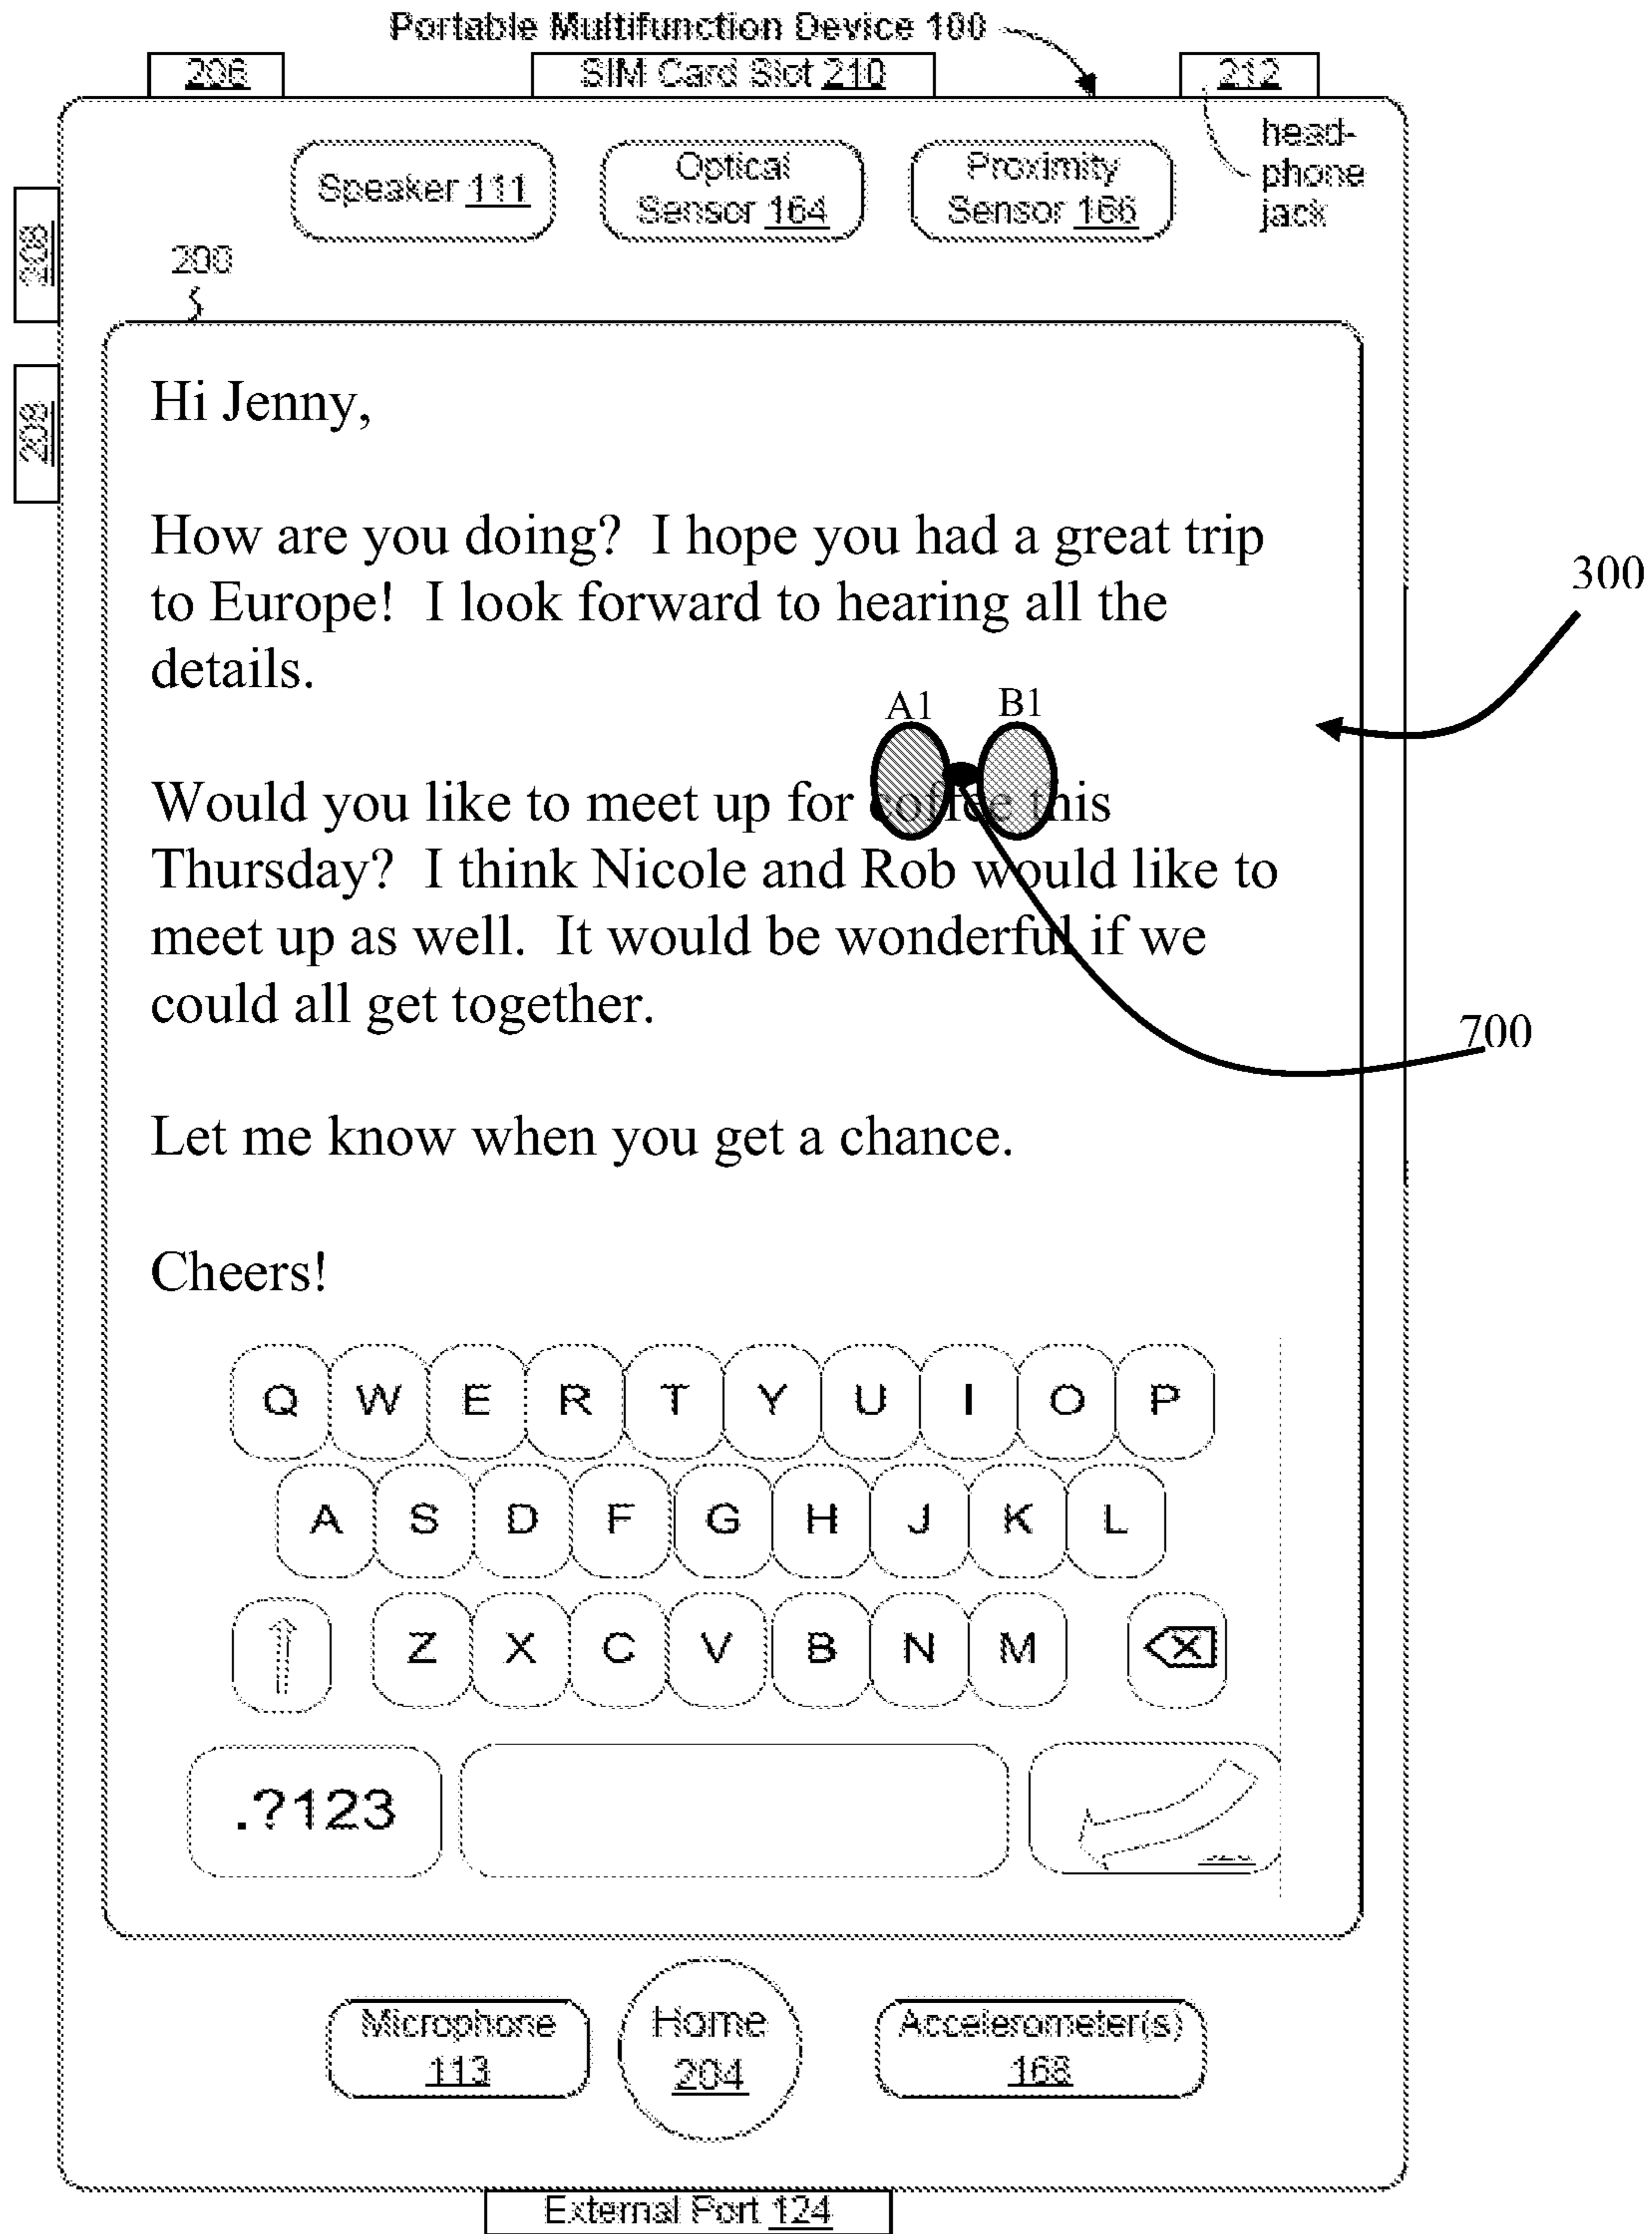 Portable Multifunction Device 100
206
SIM Card Slot 210
212
head-
phone
jack
Speaker 111
Optical
Sensor 164
Proximity
Sensor 166
208
200
208
Hi Jenny,
How are you doing? I hope you had a great trip
to Europe! I look forward to hearing all the
details.
300
A1 B1
Would you like to meet up for coffee this
Thursday? I think Nicole and Rob would like to
meet up as well. It would be wonderful if we
could all get together.
700
Let me know when you get a chance.
Cheers!
Q W E R T Y U I O P
A S D F G H J K L
Z X C V B N M X
.?123
Microphone
113
Home
204
Accelerometer(s)
168
External Port 124